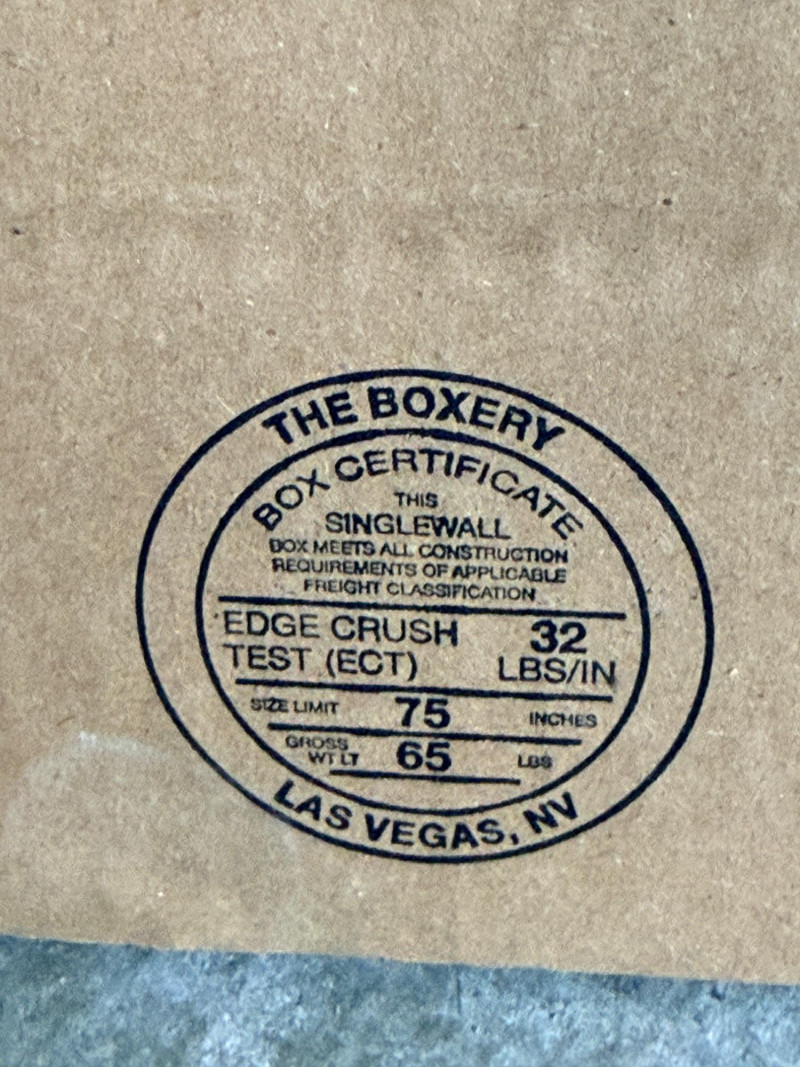 THE BOXERY
BOX CERTIFICATE
THIS
SINGLEWALL
BOX MEETS ALL CONSTRUCTION
REQUIREMENTS OF APPLICABLE
FREIGHT CLASSIFICATION
EDGE CRUSH 32
TEST (ECT) LBS/IN
SIZE LIMIT 75 INCHES
GROSS
WT LT 65 LBS
LAS VEGAS, NV